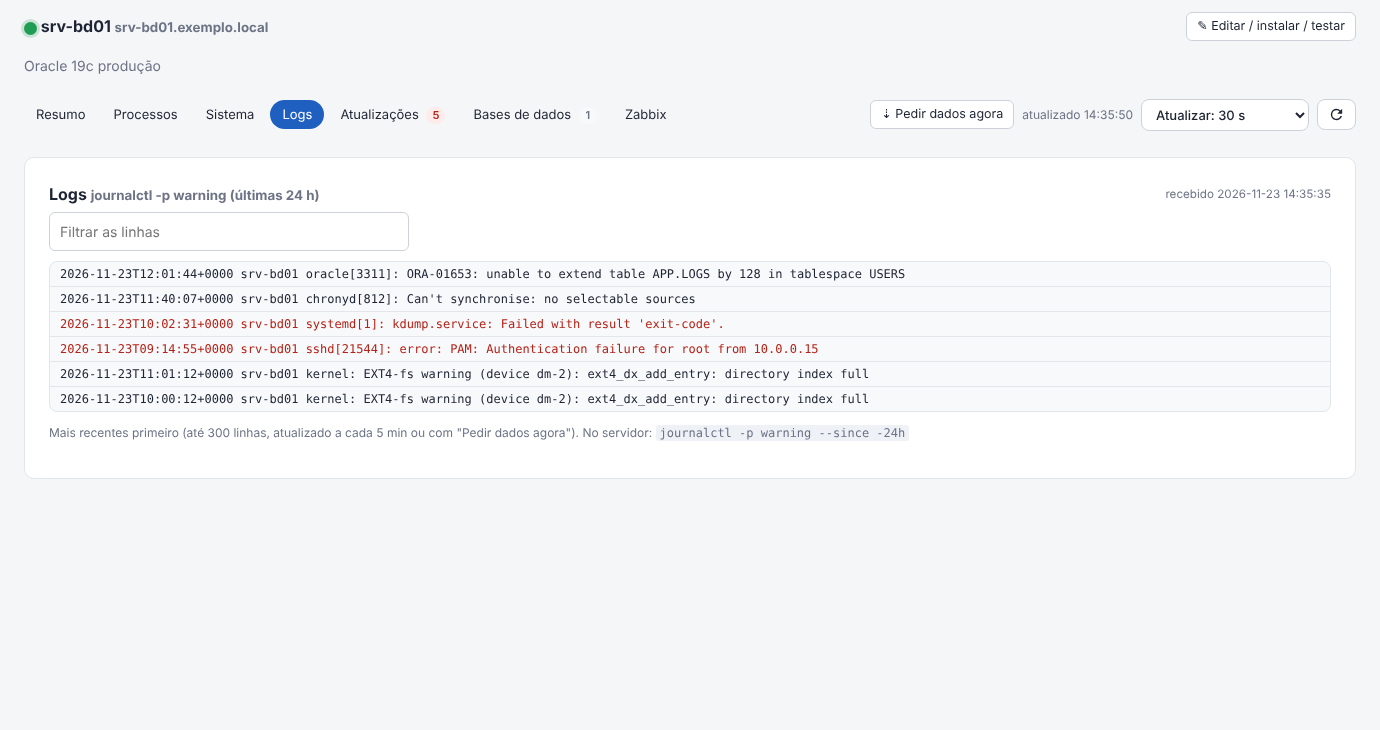 srv-bd01 srv-bd01.exemplo.local
✎ Editar / instalar / testar
Oracle 19c produção
Resumo Processos Sistema Logs Atualizações 5 Bases de dados 1 Zabbix
⇣ Pedir dados agora atualizado 14:35:50 Atualizar: 30 s
Logs journalctl -p warning (últimas 24 h)
recebido 2026-11-23 14:35:35
Filtrar as linhas
2026-11-23T12:01:44+0000 srv-bd01 oracle[3311]: ORA-01653: unable to extend table APP.LOGS by 128 in tablespace USERS
2026-11-23T11:40:07+0000 srv-bd01 chronyd[812]: Can't synchronise: no selectable sources
2026-11-23T10:02:31+0000 srv-bd01 systemd[1]: kdump.service: Failed with result 'exit-code'.
2026-11-23T09:14:55+0000 srv-bd01 sshd[21544]: error: PAM: Authentication failure for root from 10.0.0.15
2026-11-23T11:01:12+0000 srv-bd01 kernel: EXT4-fs warning (device dm-2): ext4_dx_add_entry: directory index full
2026-11-23T10:00:12+0000 srv-bd01 kernel: EXT4-fs warning (device dm-2): ext4_dx_add_entry: directory index full
Mais recentes primeiro (até 300 linhas, atualizado a cada 5 min ou com "Pedir dados agora"). No servidor: journalctl -p warning --since -24h